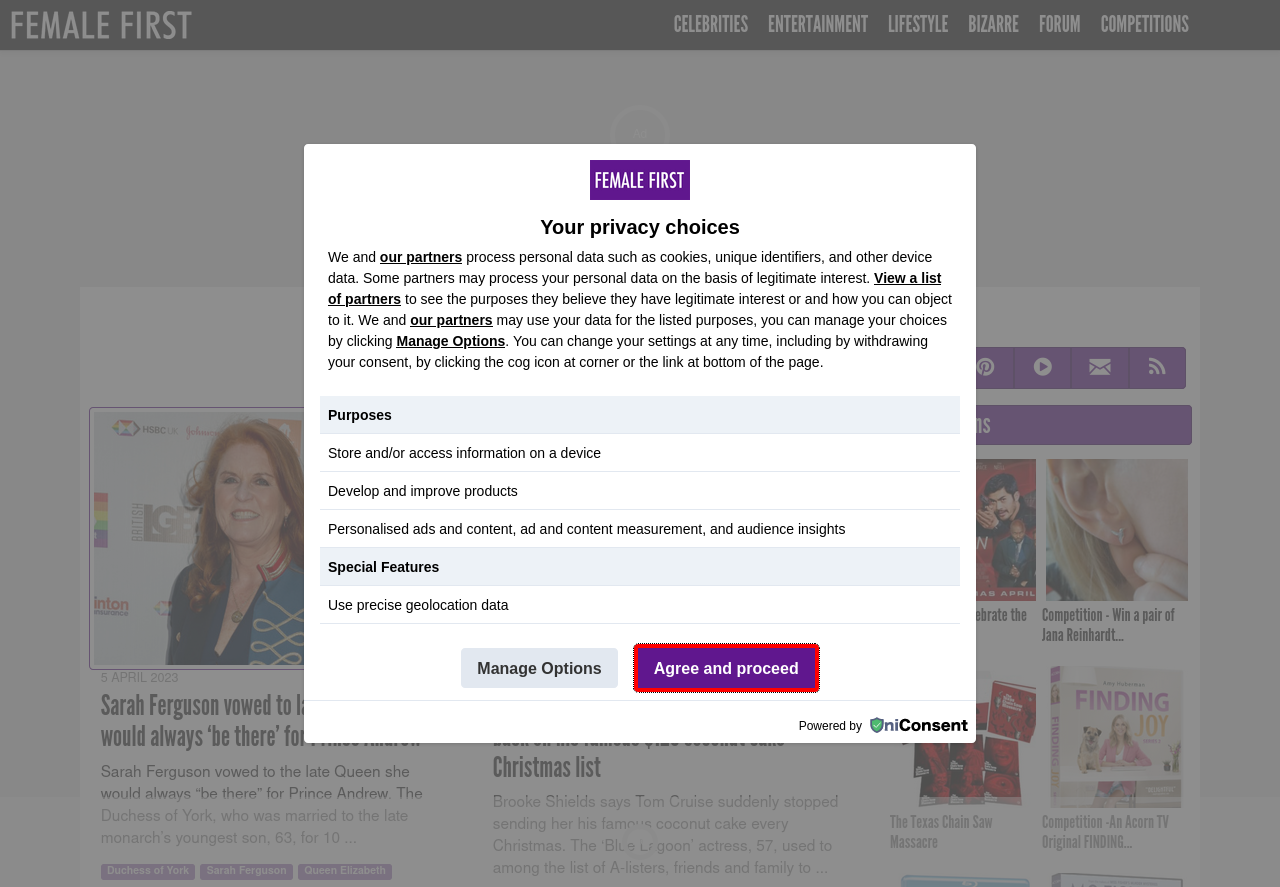 FEMALE FIRST
CELEBRITIES ENTERTAINMENT LIFESTYLE BIZARRE FORUM COMPETITIONS
FEMALE FIRST
Your privacy choices
We and our partners process personal data such as cookies, unique identifiers, and other device
data. Some partners may process your personal data on the basis of legitimate interest. View a list
of partners to see the purposes they believe they have legitimate interest or and how you can object
to it. We and our partners may use your data for the listed purposes, you can manage your choices
by clicking Manage Options. You can change your settings at any time, including by withdrawing
your consent, by clicking the cog icon at corner or the link at bottom of the page.
Purposes
Store and/or access information on a device
Develop and improve products
Personalised ads and content, ad and content measurement, and audience insights
Special Features
Use precise geolocation data
Manage Options
Agree and proceed
Powered by UniConsent
HSBC UK
BRITISH
5 APRIL 2023
Sarah Ferguson vowed to
would always ‘be there’ for Prince Andrew
Sarah Ferguson vowed to the late Queen she
would always “be there” for Prince Andrew. The
Duchess of York, who was married to the late
monarch’s youngest son, 63, for 10 ...
Duchess of York Sarah Ferguson Queen Elizabeth
Christmas list
Brooke Shields says Tom Cruise suddenly stopped
sending her his famous coconut cake every
Christmas. The ‘Blue Lagoon’ actress, 57, used to
among the list of A-listers, friends and family to ...
the
Competition - Win a pair of
Jana Reinhardt...
FINDING
JOY
The Texas Chain Saw
Massacre
Competition -An Acorn TV
Original FINDING...